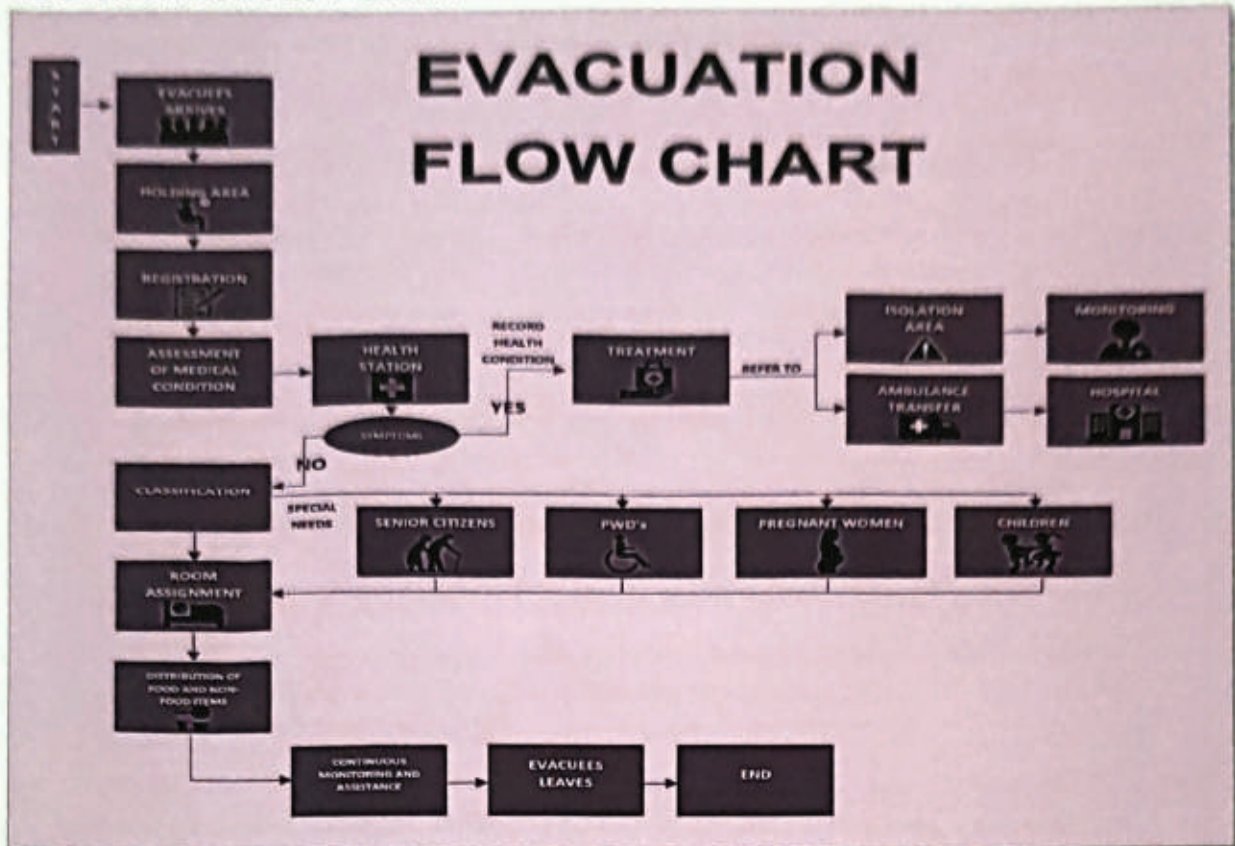 EVACUATION
FLOW CHART
START
EVACUEES
ARRIVES
HOLDING AREA
REGISTRATION
ASSESSMENT
OF MEDICAL
CONDITION
HEALTH
STATION
SYMPTOMS
YES
RECORD
HEALTH
CONDITION
TREATMENT
REFER TO
ISOLATION
AREA
MONITORING
AMBULANCE
TRANSFER
HOSPITAL
NO
CLASSIFICATION
SPECIAL
NEEDS
SENIOR CITIZENS
PWD's
PREGNANT WOMEN
CHILDREN
ROOM
ASSIGNMENT
DISTRIBUTION OF
FOOD AND NON-
FOOD ITEMS
CONTINUOUS
MONITORING AND
ASSISTANCE
EVACUEES
LEAVES
END